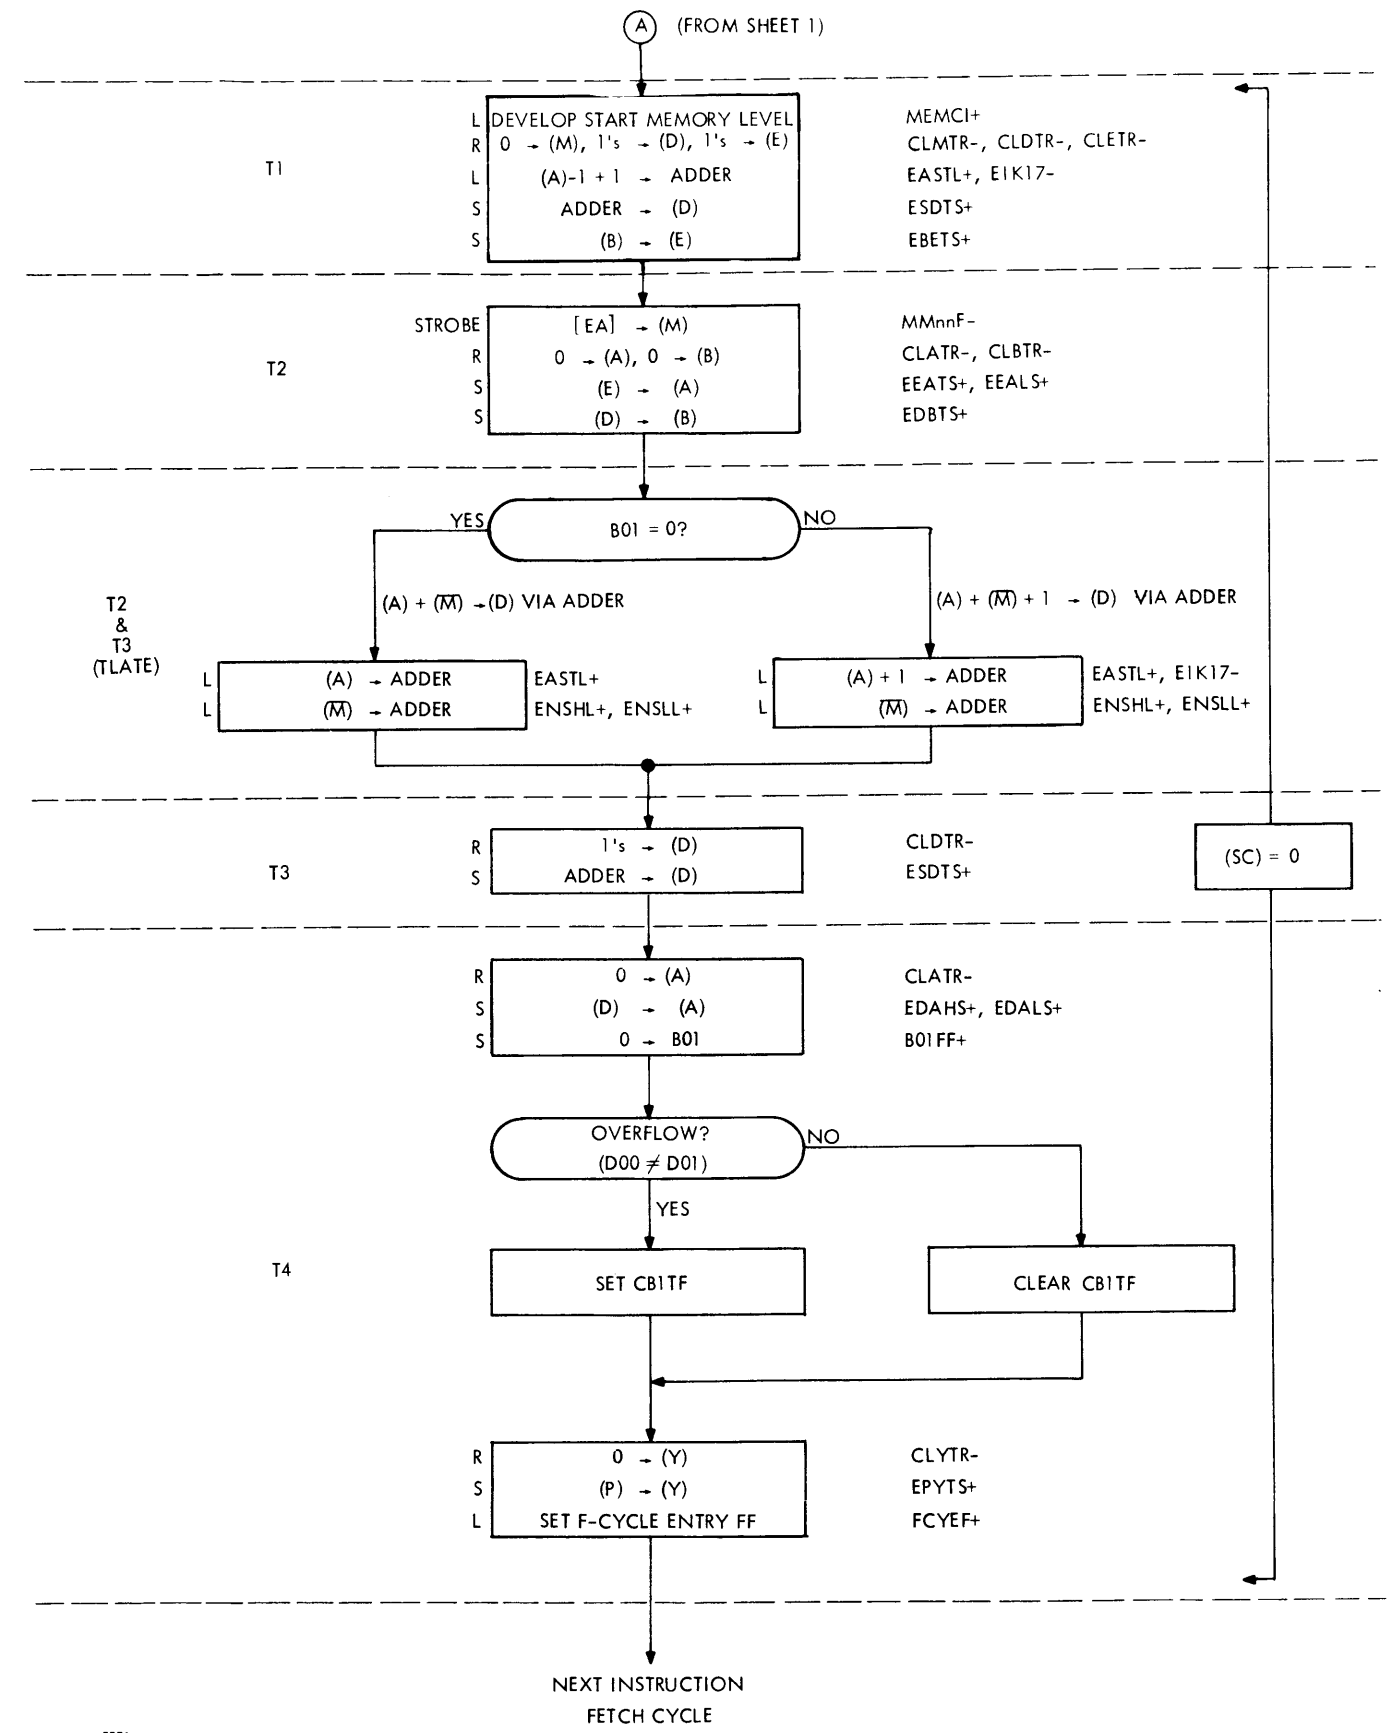 A (FROM SHEET 1)
T1
L DEVELOP START MEMORY LEVEL MEMCI+
R 0 → (M), 1's → (D), 1's → (E) CLMTR-, CLDTR-, CLETR-
L (A)-1 + 1 → ADDER EASTL+, E1K17-
S ADDER → (D) ESDTS+
S (B) → (E) EBETS+
T2
STROBE [EA] → (M) MMnnF-
R 0 → (A), 0 → (B) CLATR-, CLBTR-
S (E) → (A) EEATS+, EEALS+
S (D) → (B) EDBTS+
YES B01 = 0? NO
T2
&
T3
(TLATE)
(A) + (M̅) → (D) VIA ADDER
(A) + (M̅) + 1 → (D) VIA ADDER
L (A) → ADDER EASTL+
L (M̅) → ADDER ENSHL+, ENSLL+
L (A) + 1 → ADDER EASTL+, E1K17-
L (M̅) → ADDER ENSHL+, ENSLL+
T3
R 1's → (D) CLDTR-
S ADDER → (D) ESDTS+
(SC) = 0
R 0 → (A) CLATR-
S (D) → (A) EDAHS+, EDALS+
S 0 → B01 B01FF+
OVERFLOW? NO
(D00 ≠ D01)
YES
T4
SET CB1TF
CLEAR CB1TF
R 0 → (Y) CLYTR-
S (P) → (Y) EPYTS+
L SET F-CYCLE ENTRY FF FCYEF+
NEXT INSTRUCTION
FETCH CYCLE